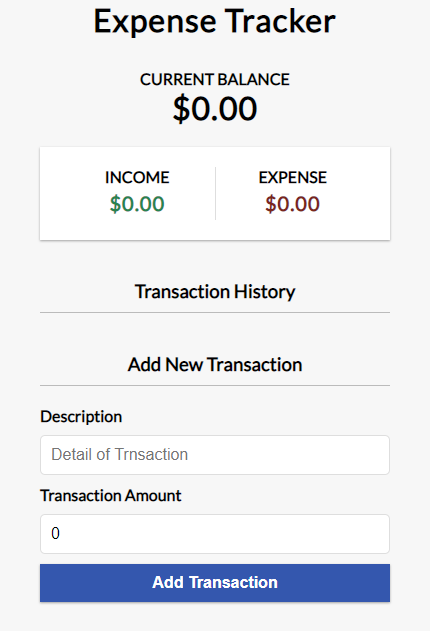 Expense Tracker
CURRENT BALANCE
$0.00
INCOME EXPENSE
$0.00 $0.00
Transaction History
Add New Transaction
Description
Detail of Trnsaction
Transaction Amount
0
Add Transaction